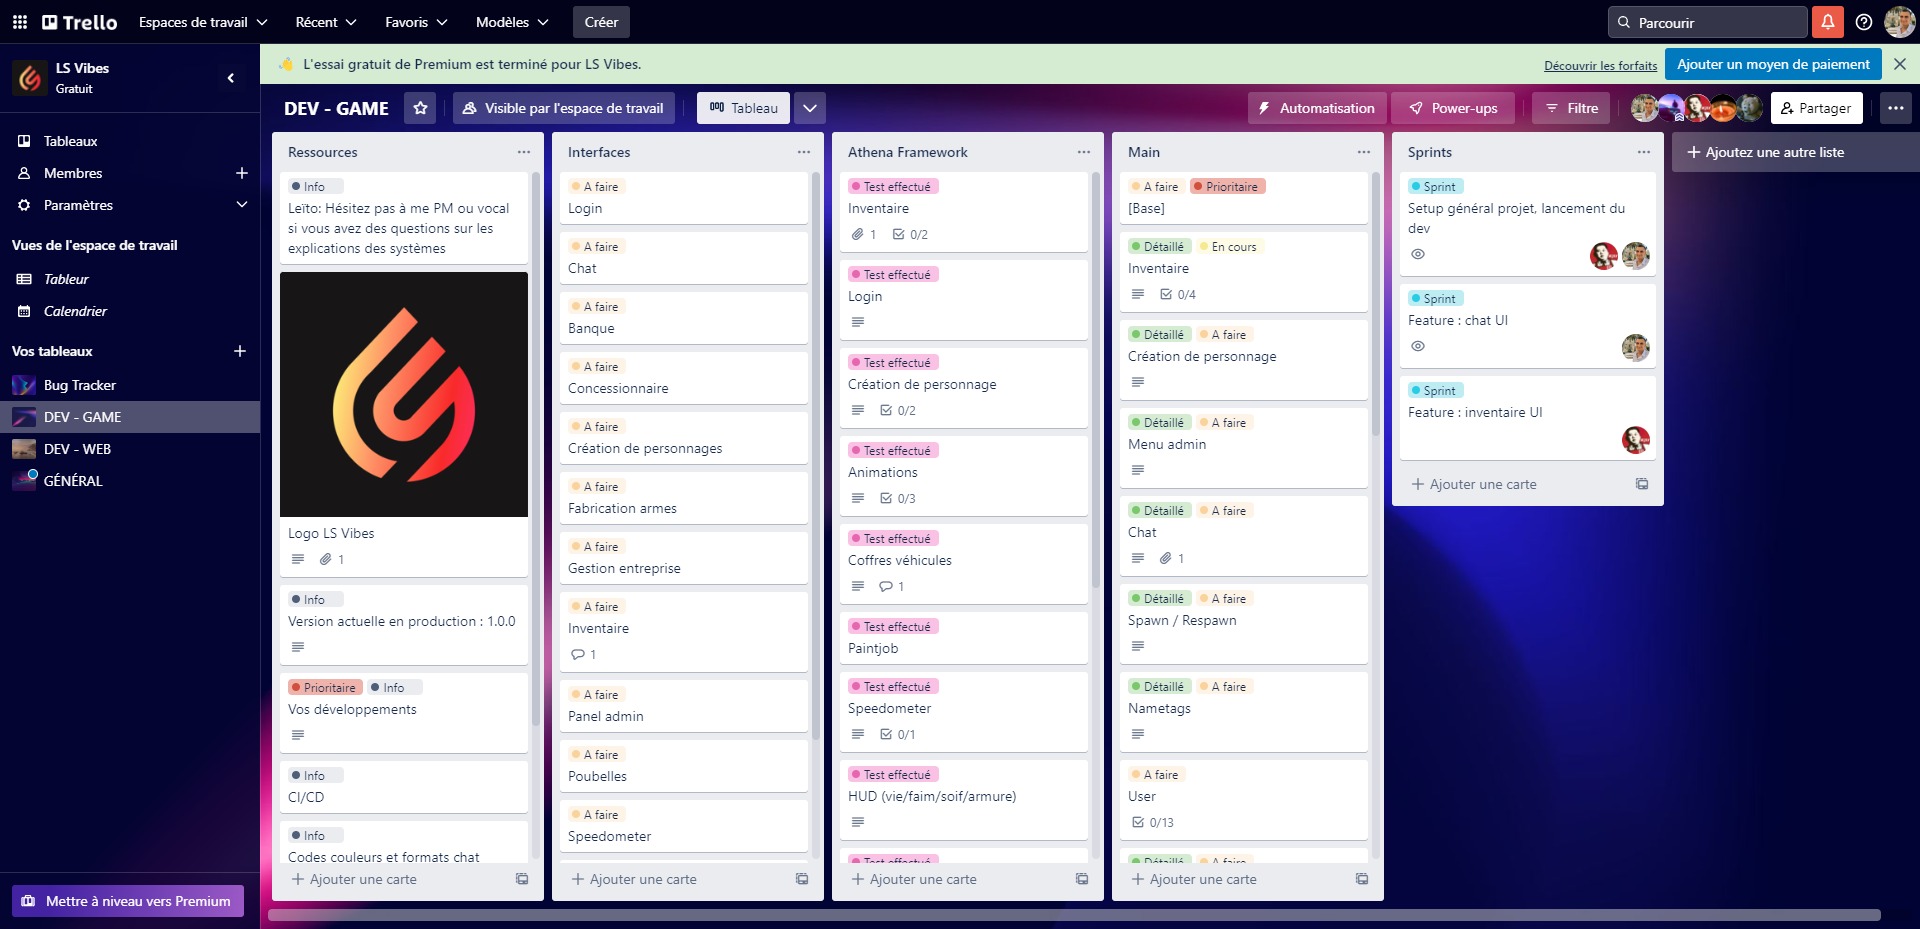 Trello
Espaces de travail
Récent
Favoris
Modèles
Créer
Parcourir
LS Vibes
Gratuit
L'essai gratuit de Premium est terminé pour LS Vibes.
Découvrir les forfaits
Ajouter un moyen de paiement
DEV - GAME
Visible par l'espace de travail
Tableau
Automatisation
Power-ups
Filtre
Partager
Tableaux
Membres
Paramètres
Vues de l'espace de travail
Tableur
Calendrier
Vos tableaux
Bug Tracker
DEV - GAME
DEV - WEB
GÉNÉRAL
Mettre à niveau vers Premium
Ressources
Info
Leïto: Hésitez pas à me PM ou vocal
si vous avez des questions sur les
explications des systèmes
Logo LS Vibes
1
Info
Version actuelle en production : 1.0.0
Prioritaire Info
Vos développements
Info
CI/CD
Info
Codes couleurs et formats chat
Ajouter une carte
Interfaces
A faire
Login
A faire
Chat
A faire
Banque
A faire
Concessionnaire
A faire
Création de personnages
A faire
Fabrication armes
A faire
Gestion entreprise
A faire
Inventaire
1
A faire
Panel admin
A faire
Poubelles
A faire
Speedometer
Ajouter une carte
Athena Framework
Test effectué
Inventaire
1 0/2
Test effectué
Login
Test effectué
Création de personnage
0/2
Test effectué
Animations
0/3
Test effectué
Coffres véhicules
1
Test effectué
Paintjob
Test effectué
Speedometer
0/1
Test effectué
HUD (vie/faim/soif/armure)
Test effectué
Ajouter une carte
Main
A faire Prioritaire
[Base]
Détaillé En cours
Inventaire
0/4
Détaillé A faire
Création de personnage
Détaillé A faire
Menu admin
Détaillé A faire
Chat
1
Détaillé A faire
Spawn / Respawn
Détaillé A faire
Nametags
A faire
User
0/13
Détaillé A faire
Ajouter une carte
Sprints
Sprint
Setup général projet, lancement du
dev
Sprint
Feature : chat UI
Sprint
Feature : inventaire UI
Ajouter une carte
Ajoutez une autre liste